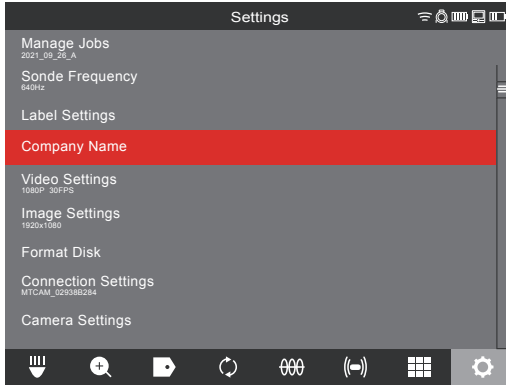 Settings
Manage Jobs
2021_09_26_A
Sonde Frequency
640Hz
Label Settings
Company Name
Video Settings
1080P 30FPS
Image Settings
1920x1080
Format Disk
Connection Settings
MTCAM_02938B284
Camera Settings